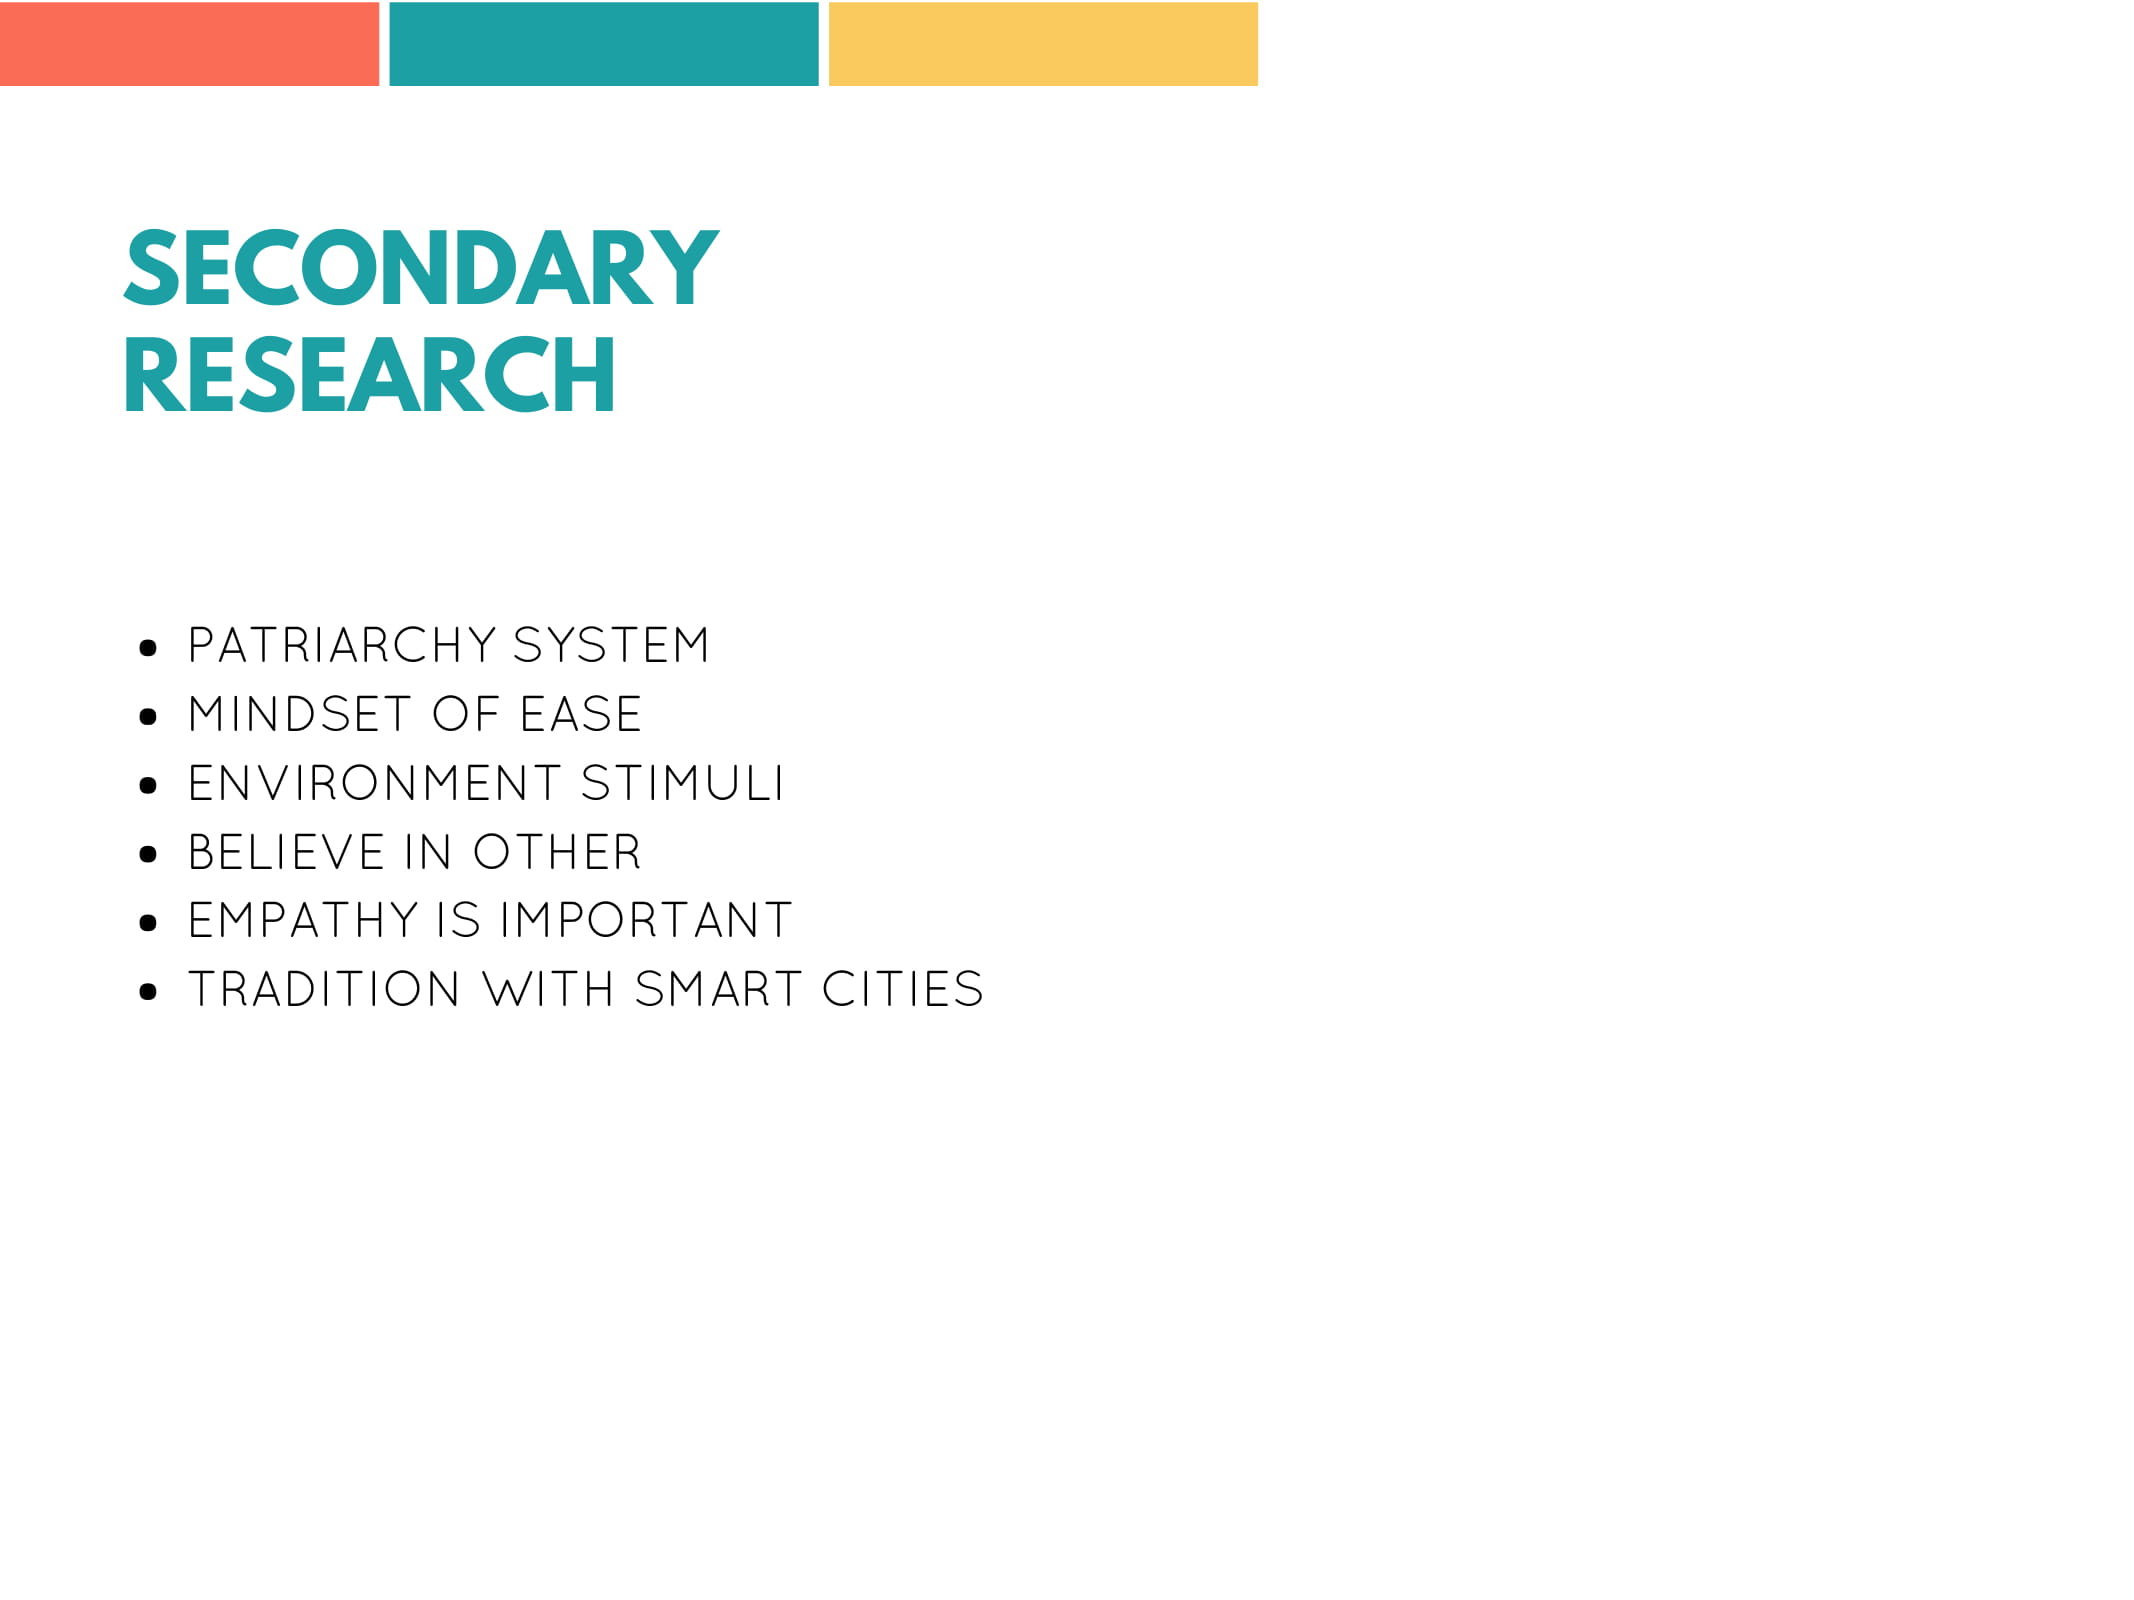 SECONDARY
RESEARCH
• PATRIARCHY SYSTEM
• MINDSET OF EASE
• ENVIRONMENT STIMULI
• BELIEVE IN OTHER
• EMPATHY IS IMPORTANT
• TRADITION WITH SMART CITIES